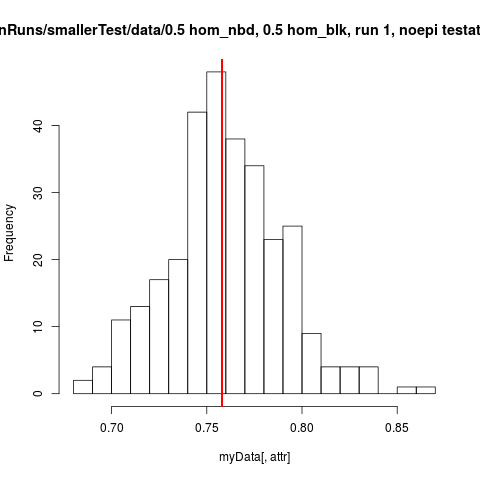 nRuns/smallerTest/data/0.5 hom_nbd, 0.5 hom_blk, run 1, noepi testat
Frequency
40
30
20
10
0
0.70 0.75 0.80 0.85
myData[, attr]